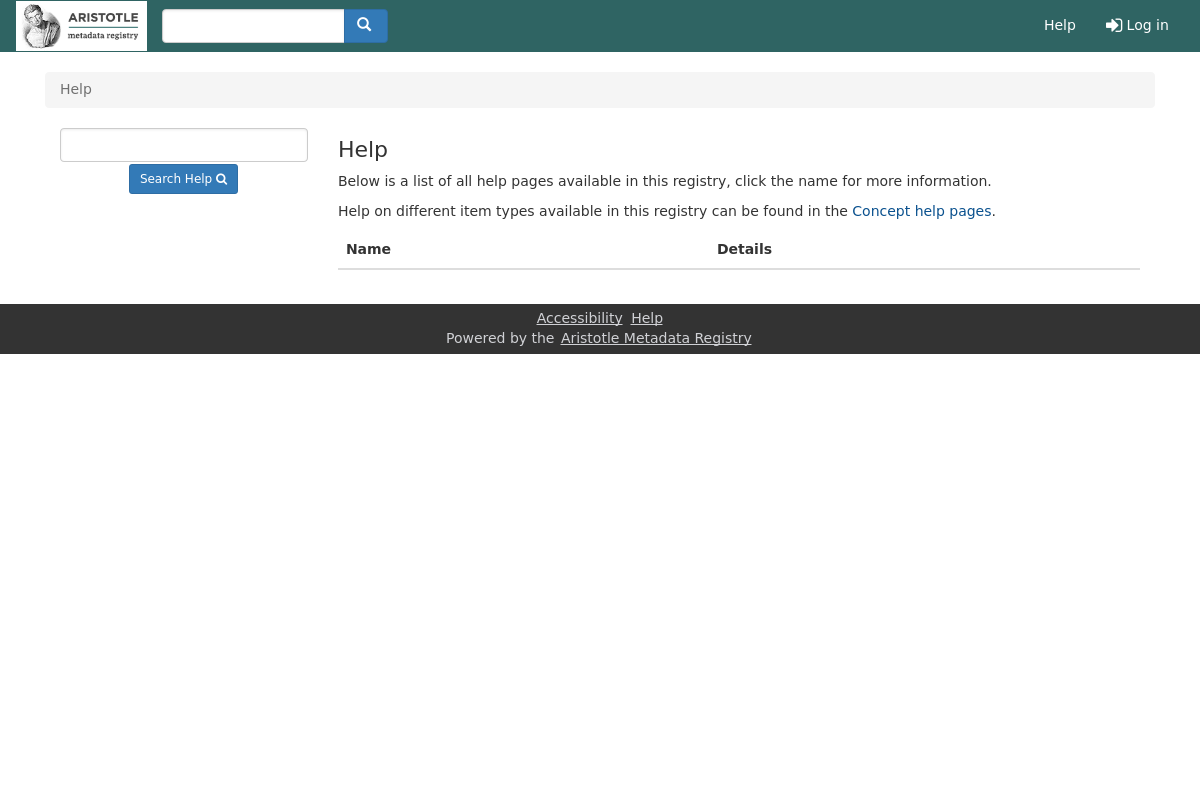 ARISTOTLE
metadata registry
Help
Log in
Help
Search Help
Help
Below is a list of all help pages available in this registry, click the name for more information.
Help on different item types available in this registry can be found in the Concept help pages.
Name Details
Accessibility Help
Powered by the Aristotle Metadata Registry